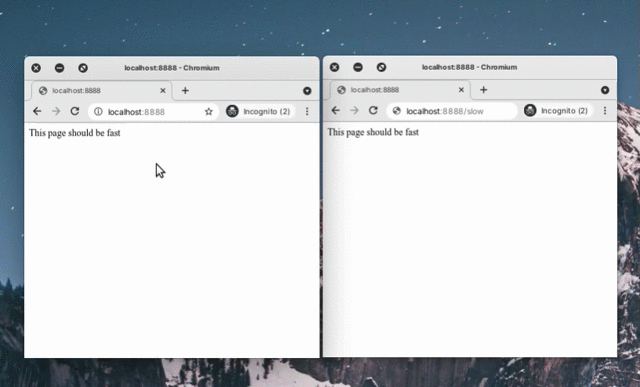 localhost:8888 - Chromium
localhost:8888
localhost:8888
Incognito (2)
This page should be fast
localhost:8888 - Chromium
localhost:8888
localhost:8888/slow
Incognito (2)
This page should be fast